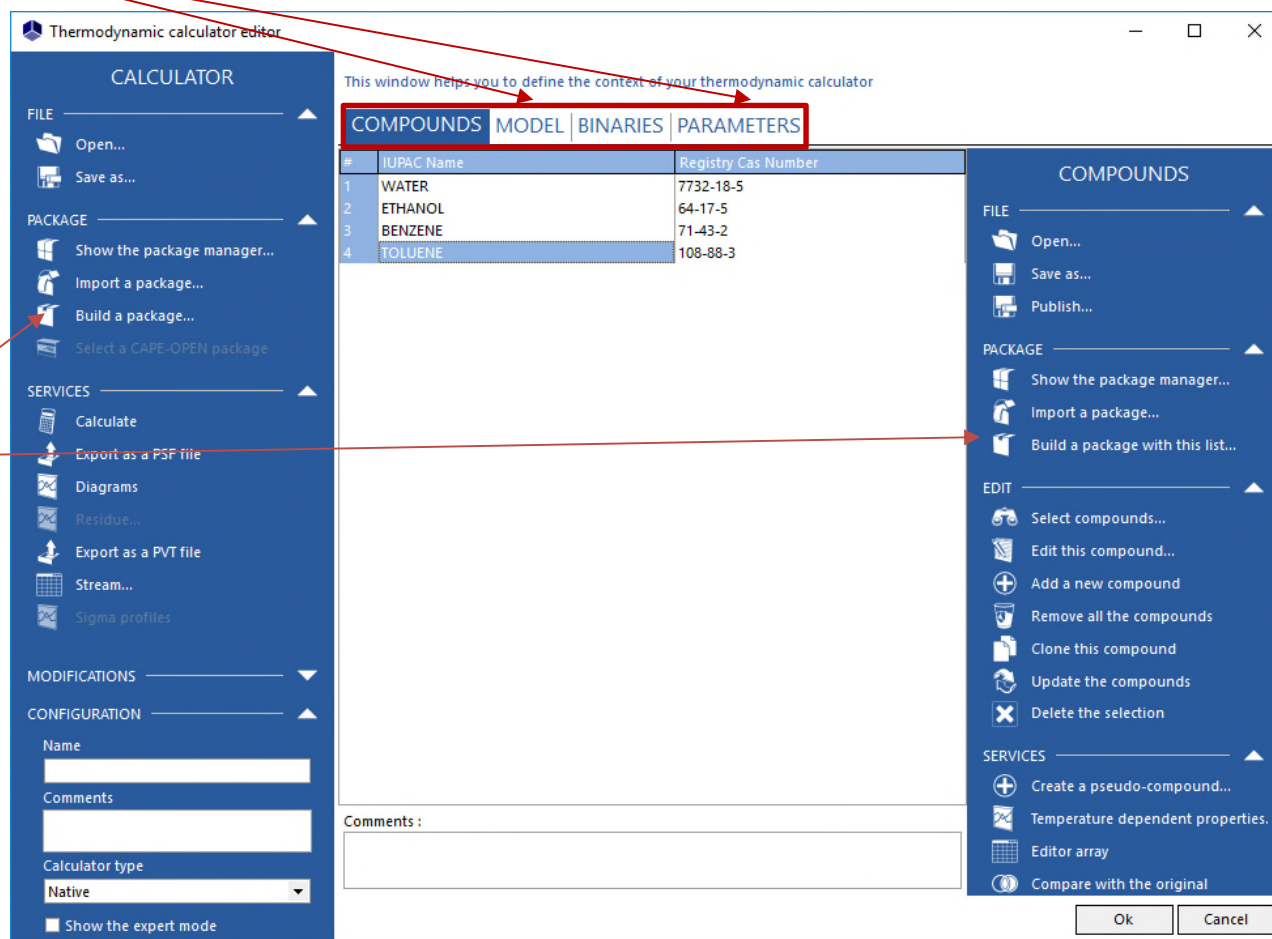 Thermodynamic calculator editor
CALCULATOR
FILE
Open...
Save as...
PACKAGE
Show the package manager...
Import a package...
Build a package...
Select a CAPE-OPEN package
SERVICES
Calculate
Export as a PSF file
Diagrams
Residue...
Export as a PVT file
Stream...
Sigma profiles
MODIFICATIONS
CONFIGURATION
Name
Comments
Calculator type
Native
Show the expert mode
This window helps you to define the context of your thermodynamic calculator
COMPOUNDS MODEL BINARIES PARAMETERS
# IUPAC Name Registry Cas Number
1 WATER 7732-18-5
2 ETHANOL 64-17-5
3 BENZENE 71-43-2
4 TOLUENE 108-88-3
Comments :
COMPOUNDS
FILE
Open...
Save as...
Publish...
PACKAGE
Show the package manager...
Import a package...
Build a package with this list...
EDIT
Select compounds...
Edit this compound...
Add a new compound
Remove all the compounds
Clone this compound
Update the compounds
Delete the selection
SERVICES
Create a pseudo-compound...
Temperature dependent properties.
Editor array
Compare with the original
Ok Cancel